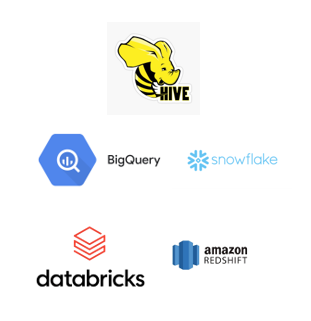 HIVE
BigQuery
snowflake
databricks
amazon
REDSHIFT